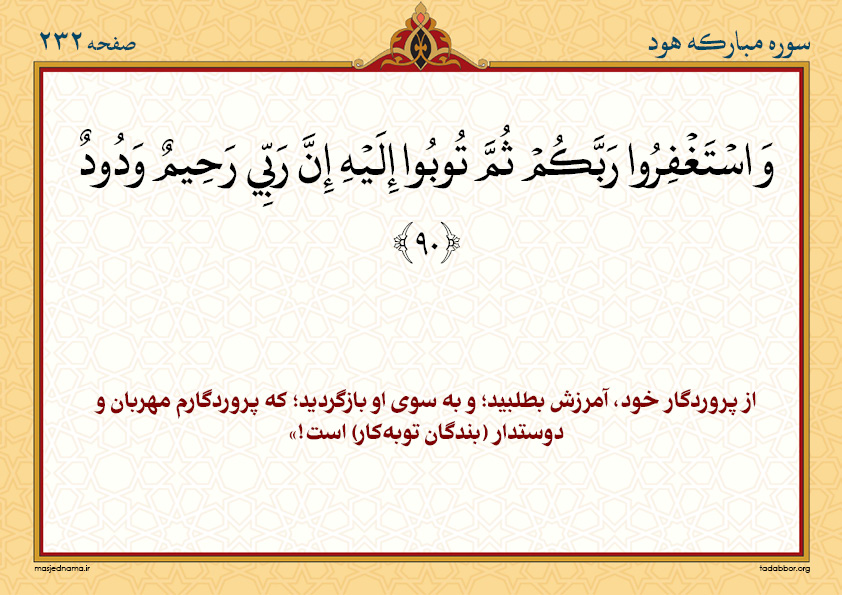 سوره مبارکه هود
صفحه ۲۳۲
وَاسْتَغْفِرُوا رَبَّكُمْ ثُمَّ تُوبُوا إِلَيْهِ إِنَّ رَبِّي رَحِيمٌ وَدُودٌ
﴿۹۰﴾
از پروردگار خود، آمرزش بطلبید؛ و به سوی او بازگردید؛ که پروردگارم مهربان و
دوستدار (بندگان توبه‌کار) است!»
masjednama.ir
tadabbor.org